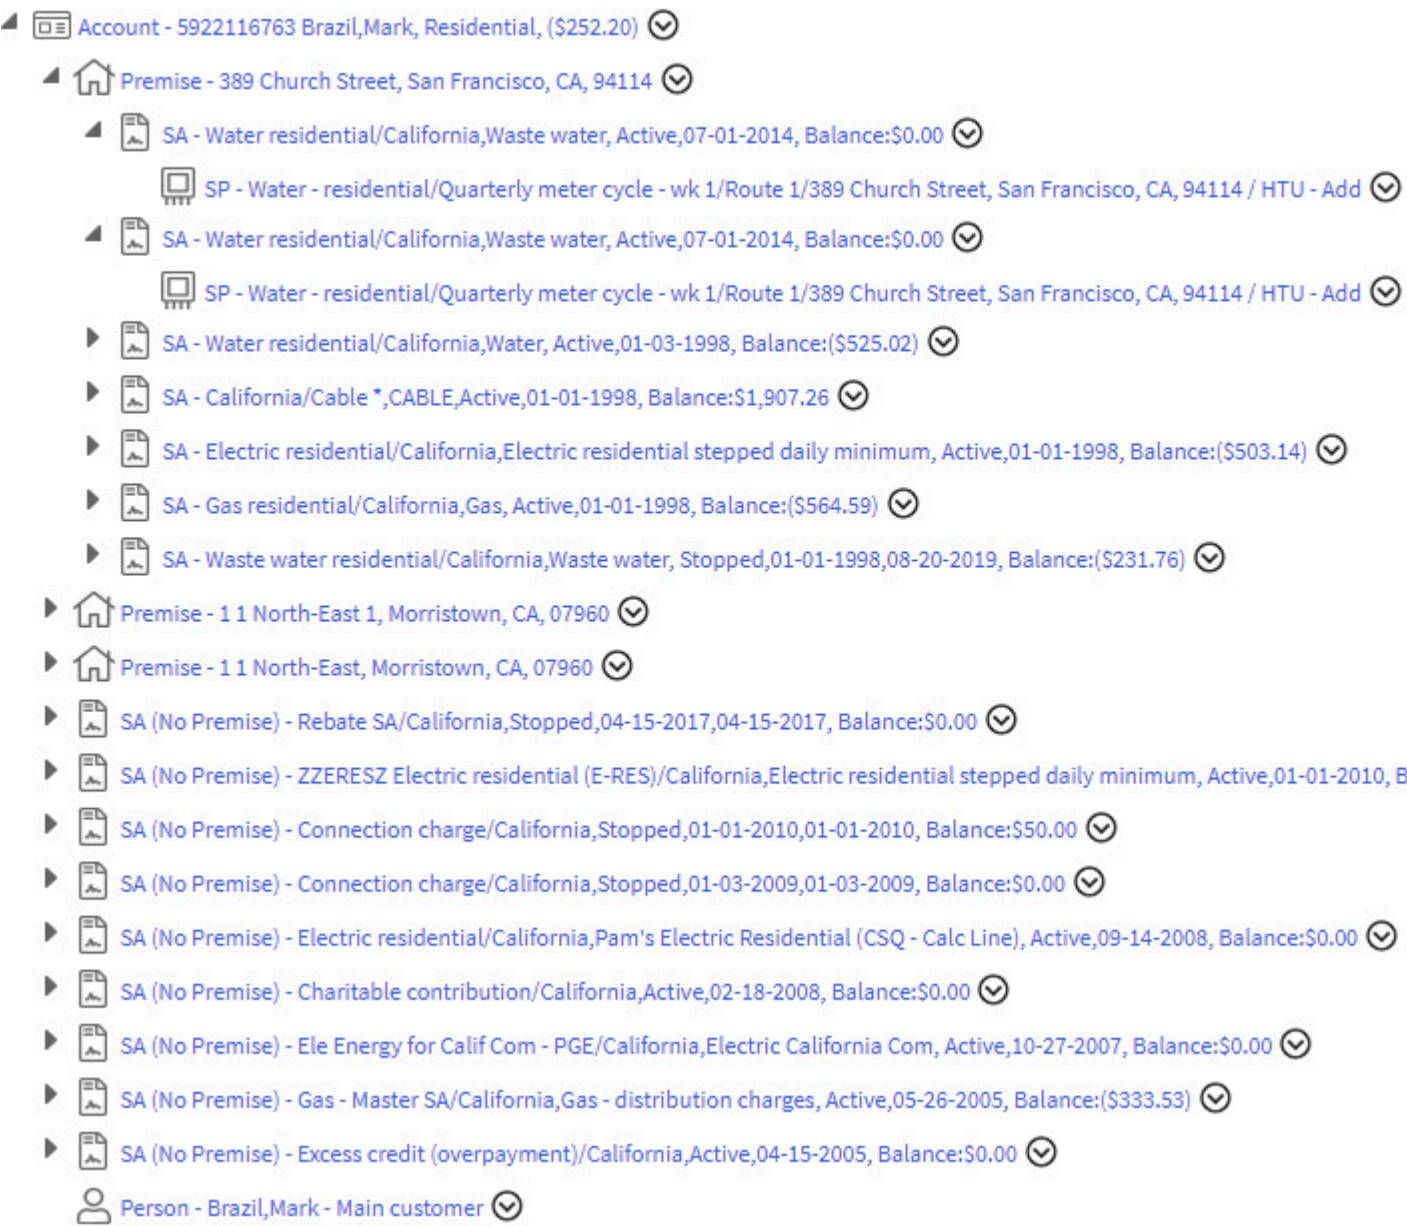 Account - 5922116763 Brazil,Mark, Residential, ($252.20)
Premise - 389 Church Street, San Francisco, CA, 94114
SA - Water residential/California,Waste water, Active,07-01-2014, Balance:$0.00
SP - Water - residential/Quarterly meter cycle - wk 1/Route 1/389 Church Street, San Francisco, CA, 94114 / HTU - Add
SA - Water residential/California,Waste water, Active,07-01-2014, Balance:$0.00
SP - Water - residential/Quarterly meter cycle - wk 1/Route 1/389 Church Street, San Francisco, CA, 94114 / HTU - Add
SA - Water residential/California,Water, Active,01-03-1998, Balance:($525.02)
SA - California/Cable *,CABLE,Active,01-01-1998, Balance:$1,907.26
SA - Electric residential/California,Electric residential stepped daily minimum, Active,01-01-1998, Balance:($503.14)
SA - Gas residential/California,Gas, Active,01-01-1998, Balance:($564.59)
SA - Waste water residential/California,Waste water, Stopped,01-01-1998,08-20-2019, Balance:($231.76)
Premise - 1 1 North-East 1, Morristown, CA, 07960
Premise - 1 1 North-East, Morristown, CA, 07960
SA (No Premise) - Rebate SA/California,Stopped,04-15-2017,04-15-2017, Balance:$0.00
SA (No Premise) - ZZERESZ Electric residential (E-RES)/California,Electric residential stepped daily minimum, Active,01-01-2010, B
SA (No Premise) - Connection charge/California,Stopped,01-01-2010,01-01-2010, Balance:$50.00
SA (No Premise) - Connection charge/California,Stopped,01-03-2009,01-03-2009, Balance:$0.00
SA (No Premise) - Electric residential/California,Pam's Electric Residential (CSQ - Calc Line), Active,09-14-2008, Balance:$0.00
SA (No Premise) - Charitable contribution/California,Active,02-18-2008, Balance:$0.00
SA (No Premise) - Ele Energy for Calif Com - PGE/California,Electric California Com, Active,10-27-2007, Balance:$0.00
SA (No Premise) - Gas - Master SA/California,Gas - distribution charges, Active,05-26-2005, Balance:($333.53)
SA (No Premise) - Excess credit (overpayment)/California,Active,04-15-2005, Balance:$0.00
Person - Brazil,Mark - Main customer